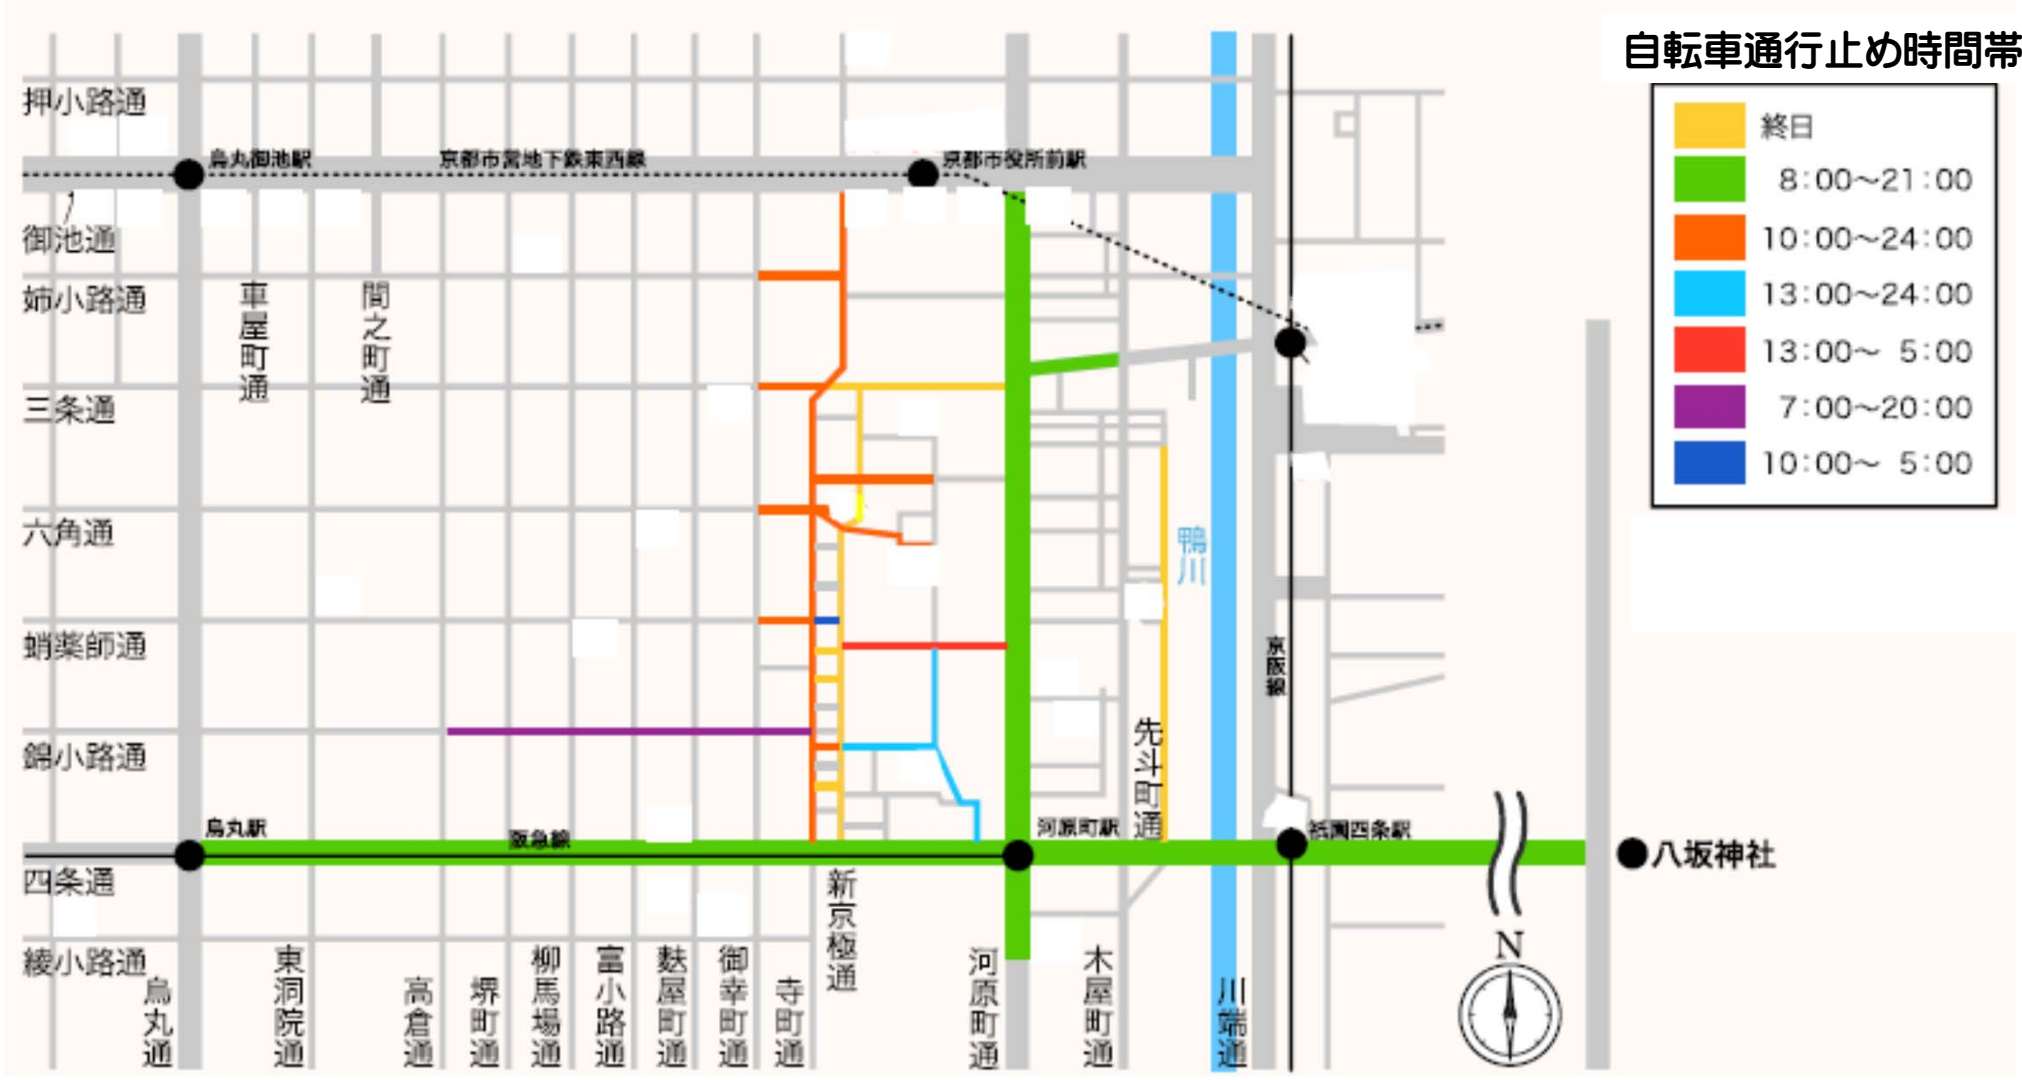 自転車通行止め時間帯
終日
8:00〜21:00
10:00〜24:00
13:00〜24:00
13:00〜 5:00
7:00〜20:00
10:00〜 5:00
押小路通
烏丸御池駅
京都市営地下鉄東西線
京都市役所前駅
御池通
姉小路通
車屋町通
間之町通
三条通
六角通
鴨川
蛸薬師通
京阪線
錦小路通
先斗町通
烏丸駅
阪急線
河原町駅
祇園四条駅
八坂神社
四条通
新京極通
綾小路通
烏丸通
東洞院通
高倉通
堺町通
柳馬場通
富小路通
麩屋町通
御幸町通
寺町通
河原町通
木屋町通
川端通
N